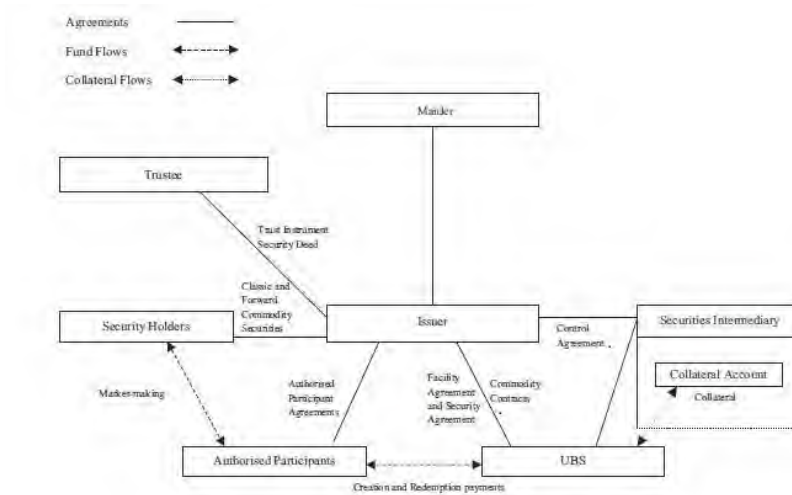 Agreements
Fund Flows
Collateral Flows
Trustee
Trust Instrument
Security Deed
Classic and
Forward
Commodity
Securities
Security Holders
Issuer
Securities Intermediary
Control
Agreement
Collateral Account
Collateral
Market-making
Authorised
Participant
Agreements
Facility
Agreement
and Security
Agreement
Commodity
Contracts
Authorised Participants
UBS
Creation and Redemption payments